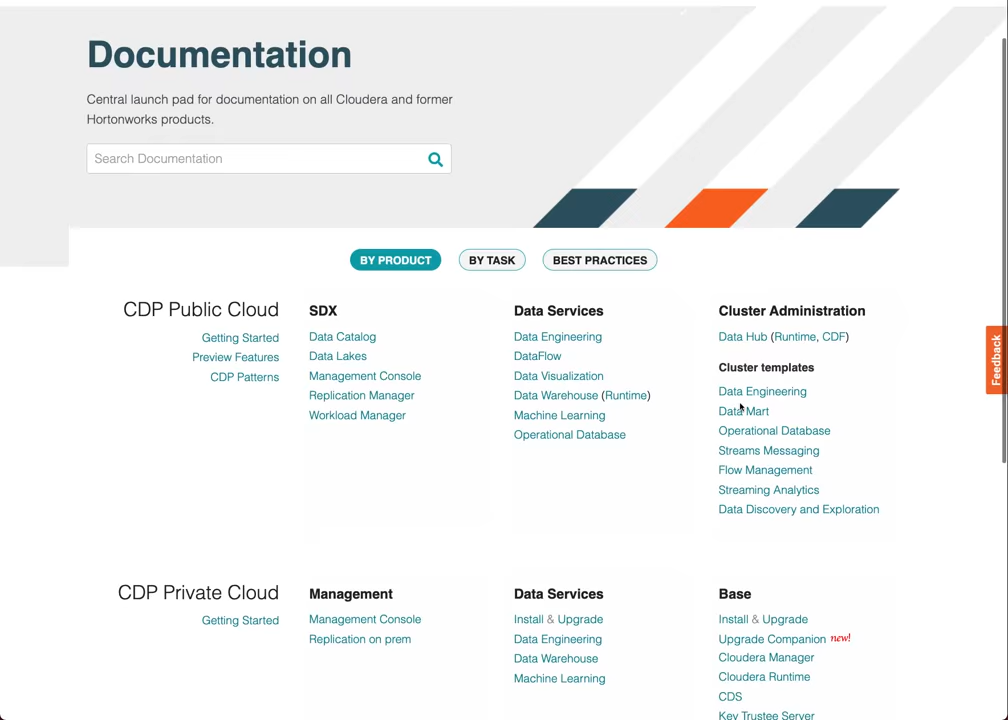 Documentation
Central launch pad for documentation on all Cloudera and former
Hortonworks products.
Search Documentation
BY PRODUCT
BY TASK
BEST PRACTICES
CDP Public Cloud
Getting Started
Preview Features
CDP Patterns
SDX
Data Catalog
Data Lakes
Management Console
Replication Manager
Workload Manager
Data Services
Data Engineering
DataFlow
Data Visualization
Data Warehouse (Runtime)
Machine Learning
Operational Database
Cluster Administration
Data Hub (Runtime, CDF)
Cluster templates
Data Engineering
Data Mart
Operational Database
Streams Messaging
Flow Management
Streaming Analytics
Data Discovery and Exploration
Feedback
CDP Private Cloud
Getting Started
Management
Management Console
Replication on prem
Data Services
Install & Upgrade
Data Engineering
Data Warehouse
Machine Learning
Base
Install & Upgrade
Upgrade Companion new!
Cloudera Manager
Cloudera Runtime
CDS
Key Trustee Server